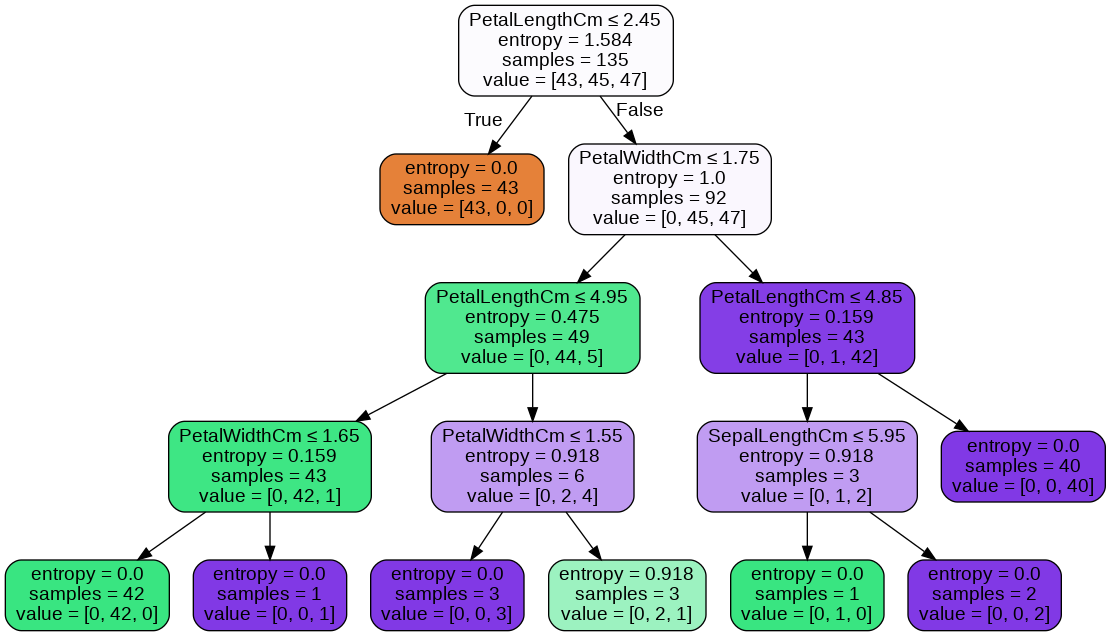 PetalLengthCm ≤ 2.45
entropy = 1.584
samples = 135
value = [43, 45, 47]
True
False
entropy = 0.0
samples = 43
value = [43, 0, 0]
PetalWidthCm ≤ 1.75
entropy = 1.0
samples = 92
value = [0, 45, 47]
PetalLengthCm ≤ 4.95
entropy = 0.475
samples = 49
value = [0, 44, 5]
PetalLengthCm ≤ 4.85
entropy = 0.159
samples = 43
value = [0, 1, 42]
PetalWidthCm ≤ 1.65
entropy = 0.159
samples = 43
value = [0, 42, 1]
PetalWidthCm ≤ 1.55
entropy = 0.918
samples = 6
value = [0, 2, 4]
SepalLengthCm ≤ 5.95
entropy = 0.918
samples = 3
value = [0, 1, 2]
entropy = 0.0
samples = 40
value = [0, 0, 40]
entropy = 0.0
samples = 42
value = [0, 42, 0]
entropy = 0.0
samples = 1
value = [0, 0, 1]
entropy = 0.0
samples = 3
value = [0, 0, 3]
entropy = 0.918
samples = 3
value = [0, 2, 1]
entropy = 0.0
samples = 1
value = [0, 1, 0]
entropy = 0.0
samples = 2
value = [0, 0, 2]